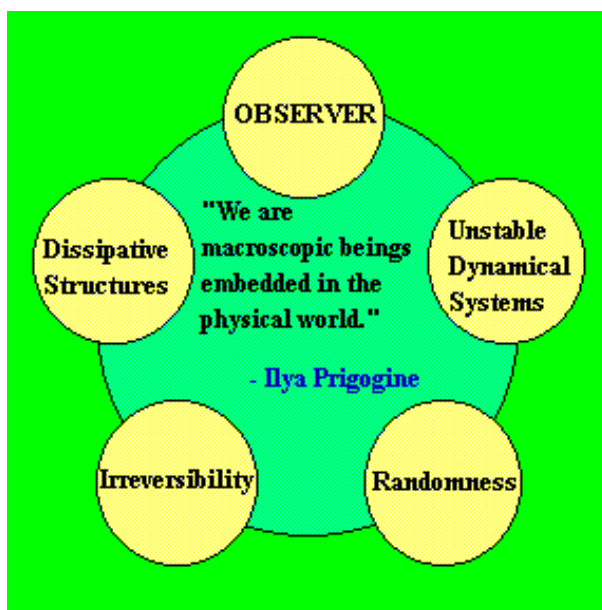 OBSERVER
"We are
macroscopic beings
embedded in the
physical world."
- Ilya Prigogine
Dissipative
Structures
Unstable
Dynamical
Systems
Irreversibility
Randomness